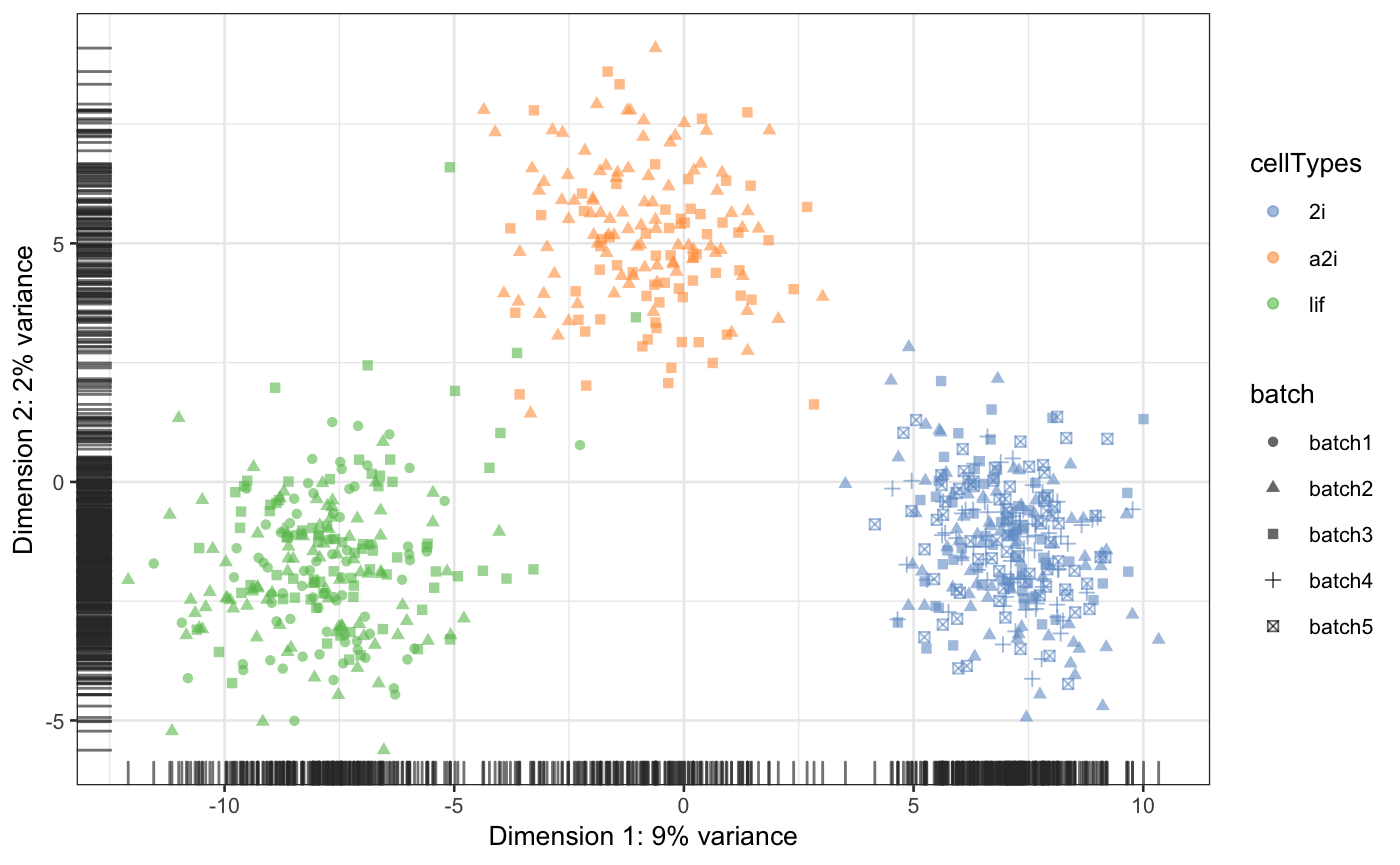 Dimension 2: 2% variance
5
0
-5
-10
-5
0
5
10
Dimension 1: 9% variance
cellTypes
2i
a2i
lif
batch
batch1
batch2
batch3
batch4
batch5